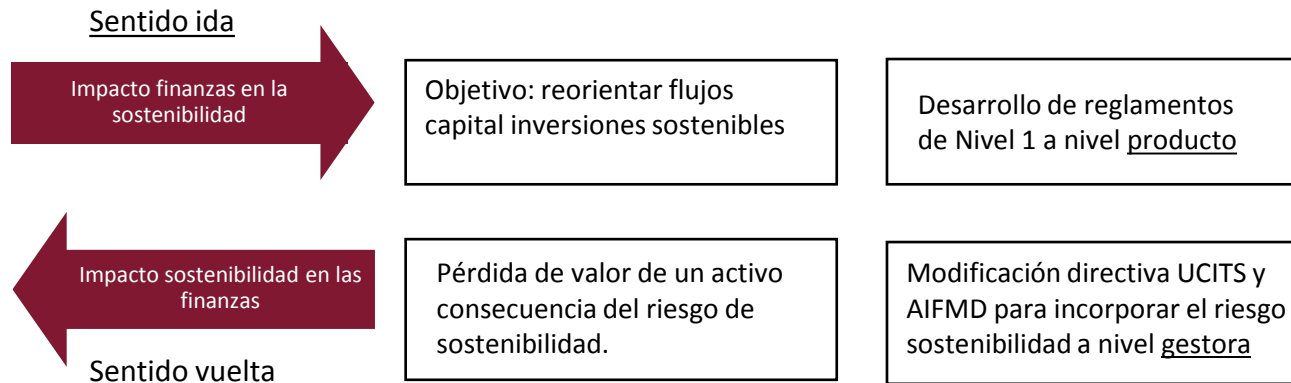 Sentido ida
Impacto finanzas en la
sostenibilidad
Objetivo: reorientar flujos
capital inversiones sostenibles
Desarrollo de reglamentos
de Nivel 1 a nivel producto
Impacto sostenibilidad en las
finanzas
Pérdida de valor de un activo
consecuencia del riesgo de
sostenibilidad.
Modificación directiva UCITS y
AIFMD para incorporar el riesgo
sostenibilidad a nivel gestora
Sentido vuelta